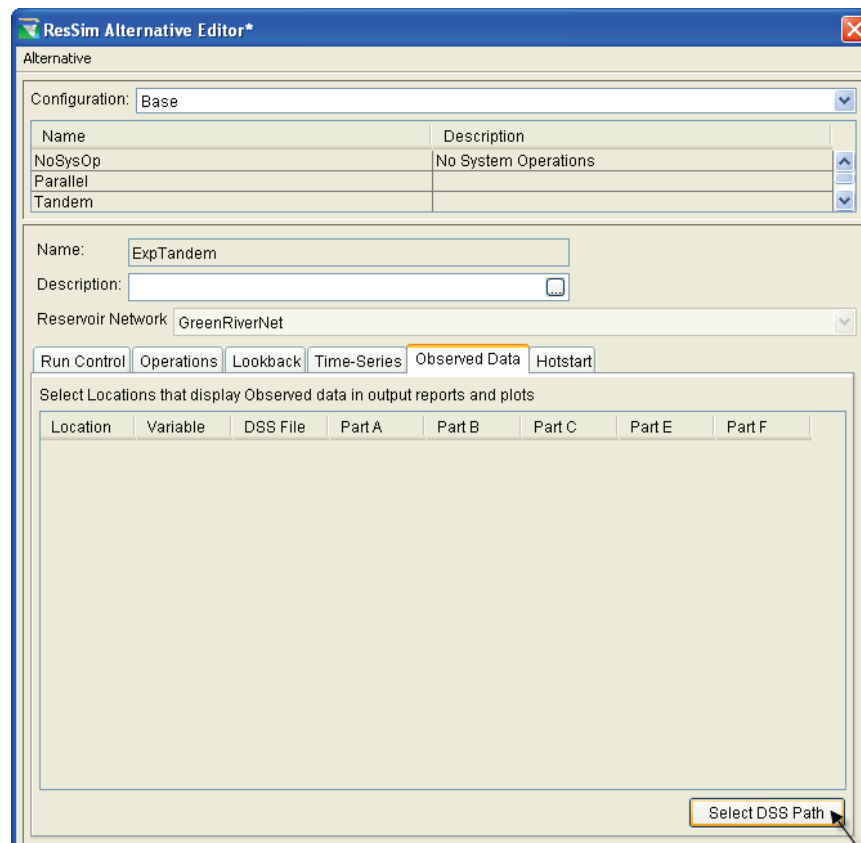 ResSim Alternative Editor*
Alternative
Configuration: Base
Name Description
NoSysOp No System Operations
Parallel
Tandem
Name: ExpTandem
Description:
...
Reservoir Network GreenRiverNet
Run Control Operations Lookback Time-Series Observed Data Hotstart
Select Locations that display Observed data in output reports and plots
Location Variable DSS File Part A Part B Part C Part E Part F
Select DSS Path